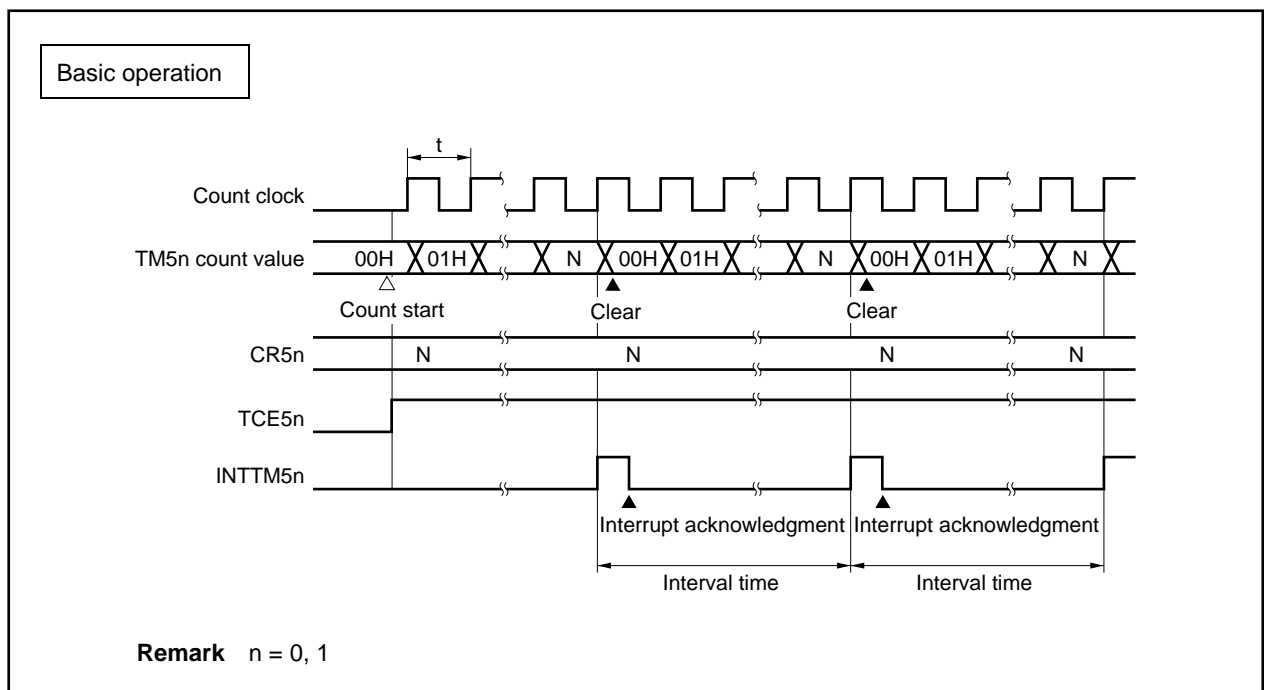 Basic operation
t
Count clock
TM5n count value 00H 01H N 00H 01H N 00H 01H N
Count start Clear Clear
CR5n N N N N
TCE5n
INTTM5n
Interrupt acknowledgment Interrupt acknowledgment
Interval time Interval time
Remark n = 0, 1